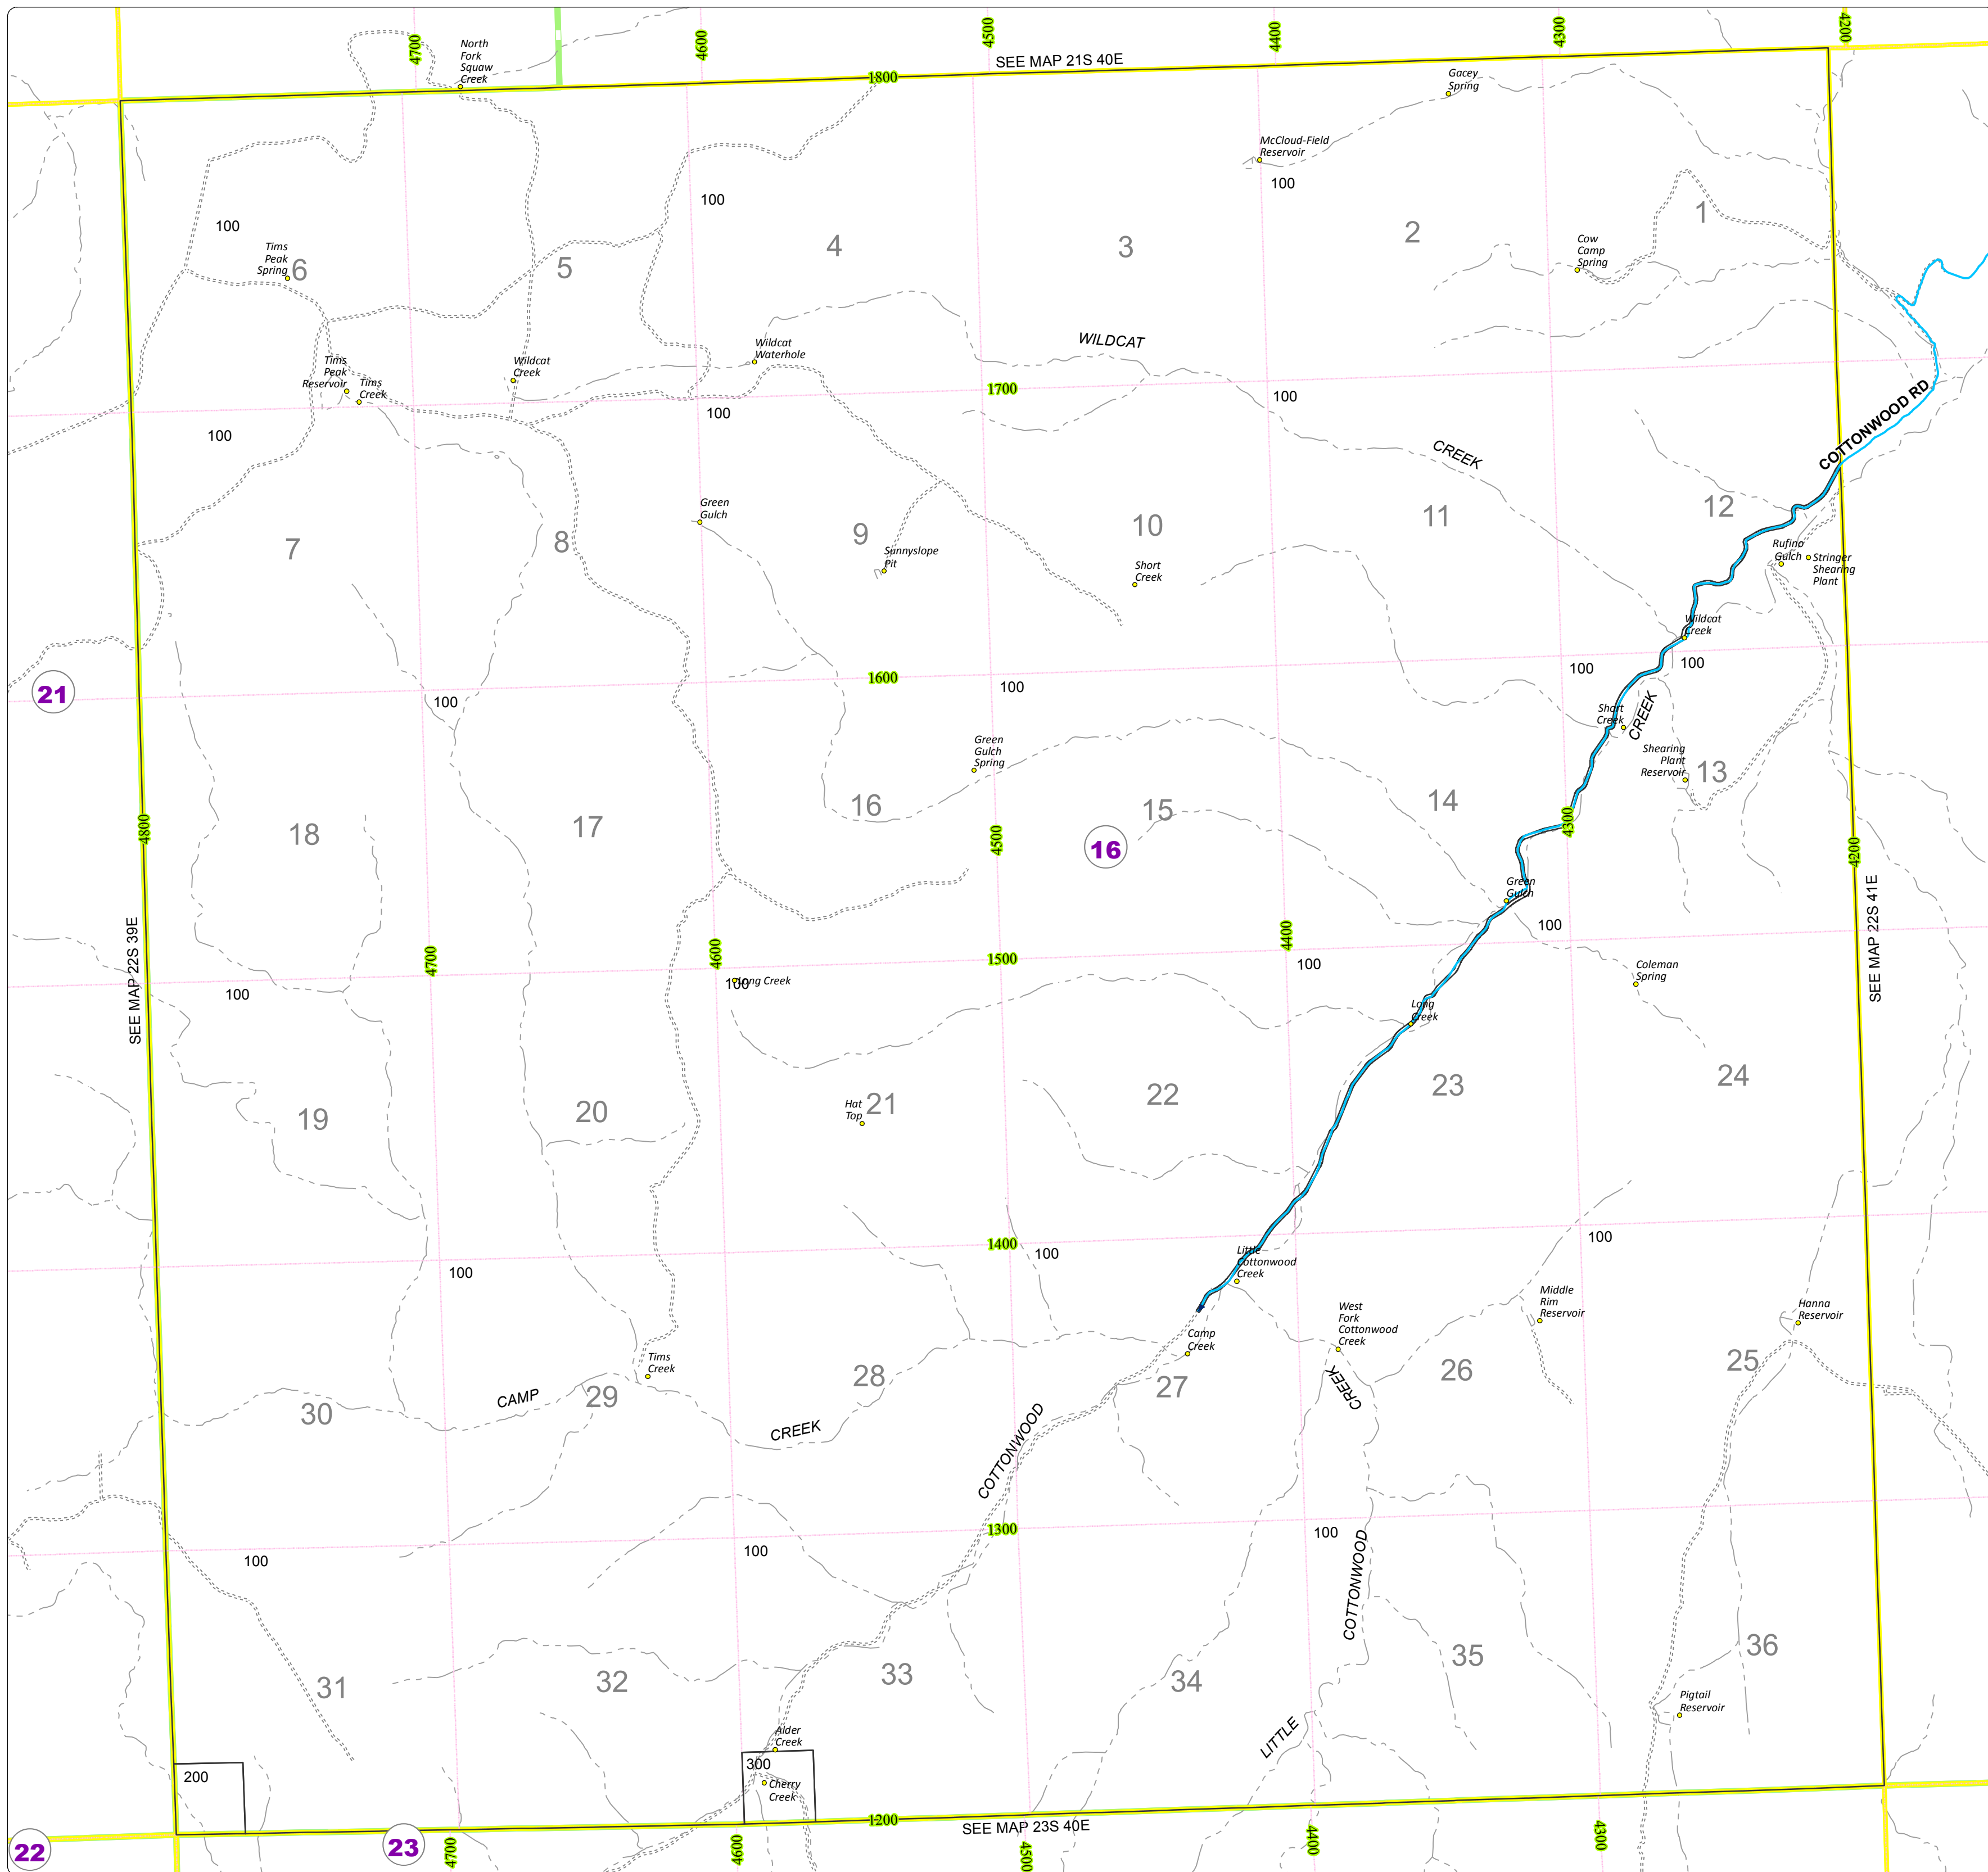 4700
4600
4500
4400
4300
4200
North
Fork
Squaw
Creek
SEE MAP 21S 40E
1800
Gacey
Spring
McCloud-Field
Reservoir
100
100
100
1
2
3
4
5
6
Tims
Peak
Spring
Cow
Camp
Spring
WILDCAT
Wildcat
Waterhole
Wildcat
Creek
Tims
Peak
Reservoir
Tims
Creek
1700
100
100
100
COTTONWOOD RD
CREEK
Green
Gulch
7
8
9
10
11
12
Sunnyslope
Pit
Short
Creek
Rufino
Gulch
Stringer
Shearing
Plant
Wildcat
Creek
21
1600
100
100
100
100
Short
Creek
CREEK
Green
Gulch
Spring
Shearing
Plant
Reservoir
13
14
15
16
17
18
16
4800
4500
4300
4200
Green
Gulch
SEE MAP 22S 39E
SEE MAP 22S 41E
4700
4600
4400
1500
100
100
100
100
Long Creek
Coleman
Spring
Long
Creek
Hat
Top
19
20
21
22
23
24
1400
100
100
100
Little
Cottonwood
Creek
Middle
Rim
Reservoir
West
Fork
Cottonwood
Creek
Hanna
Reservoir
Camp
Creek
Tims
Creek
30
29
28
27
26
25
CAMP
CREEK
CREEK
COTTONWOOD
1300
100
100
100
COTTONWOOD
31
32
33
34
35
36
LITTLE
Pigtail
Reservoir
Alder
Creek
200
300
Cherry
Creek
1200
SEE MAP 23S 40E
22
23
4700
4600
400500
4400
4300